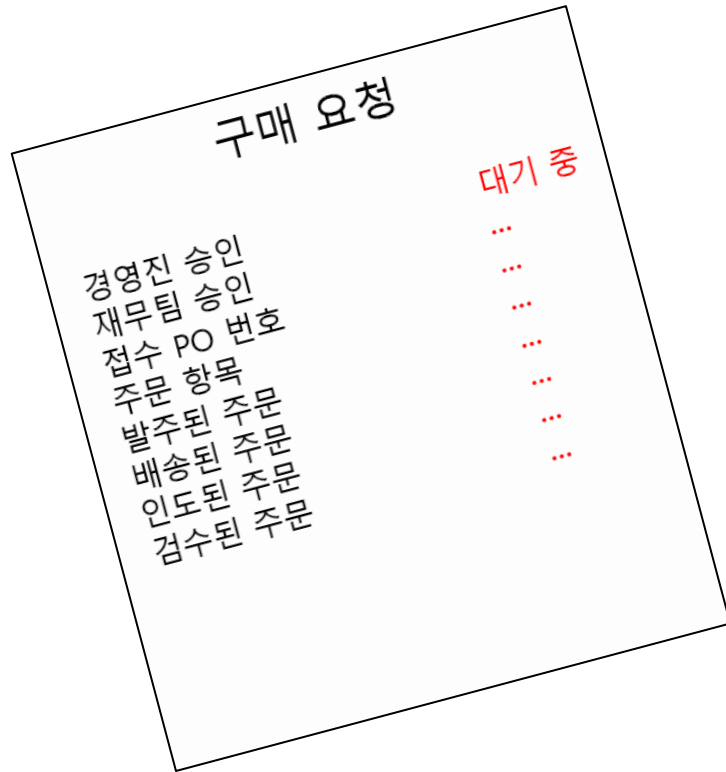 구매 요청
경영진 승인 대기 중
재무팀 승인 ...
접수 PO 번호 ...
주문 항목 ...
발주된 주문 ...
배송된 주문 ...
인도된 주문 ...
검수된 주문 ...